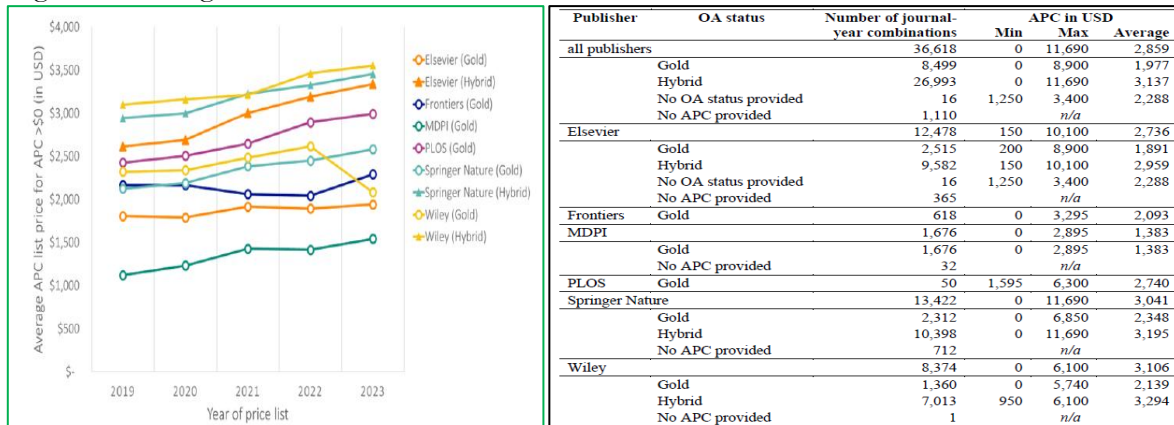 $4,000
$3,500
$3,000
$2,500
$2,000
$1,500
$1,000
$500
$-
Average APC list price for APC >$0 (in USD)
2019 2020 2021 2022 2023
Year of price list
Elsevier (Gold)
Elsevier (Hybrid)
Frontiers (Gold)
MDPI (Gold)
PLOS (Gold)
Springer Nature (Gold)
Springer Nature (Hybrid)
Wiley (Gold)
Wiley (Hybrid)
Publisher OA status Number of journal- APC in USD
year combinations Min Max Average
all publishers 36,618 0 11,690 2,859
Gold 8,499 0 8,900 1,977
Hybrid 26,993 0 11,690 3,137
No OA status provided 16 1,250 3,400 2,288
No APC provided 1,110 n/a
Elsevier 12,478 150 10,100 2,736
Gold 2,515 200 8,900 1,891
Hybrid 9,582 150 10,100 2,959
No OA status provided 16 1,250 3,400 2,288
No APC provided 365 n/a
Frontiers Gold 618 0 3,295 2,093
MDPI 1,676 0 2,895 1,383
Gold 1,676 0 2,895 1,383
No APC provided 32 n/a
PLOS Gold 50 1,595 6,300 2,740
Springer Nature 13,422 0 11,690 3,041
Gold 2,312 0 6,850 2,348
Hybrid 10,398 0 11,690 3,195
No APC provided 712 n/a
Wiley 8,374 0 6,100 3,106
Gold 1,360 0 5,740 2,139
Hybrid 7,013 950 6,100 3,294
No APC provided 1 n/a